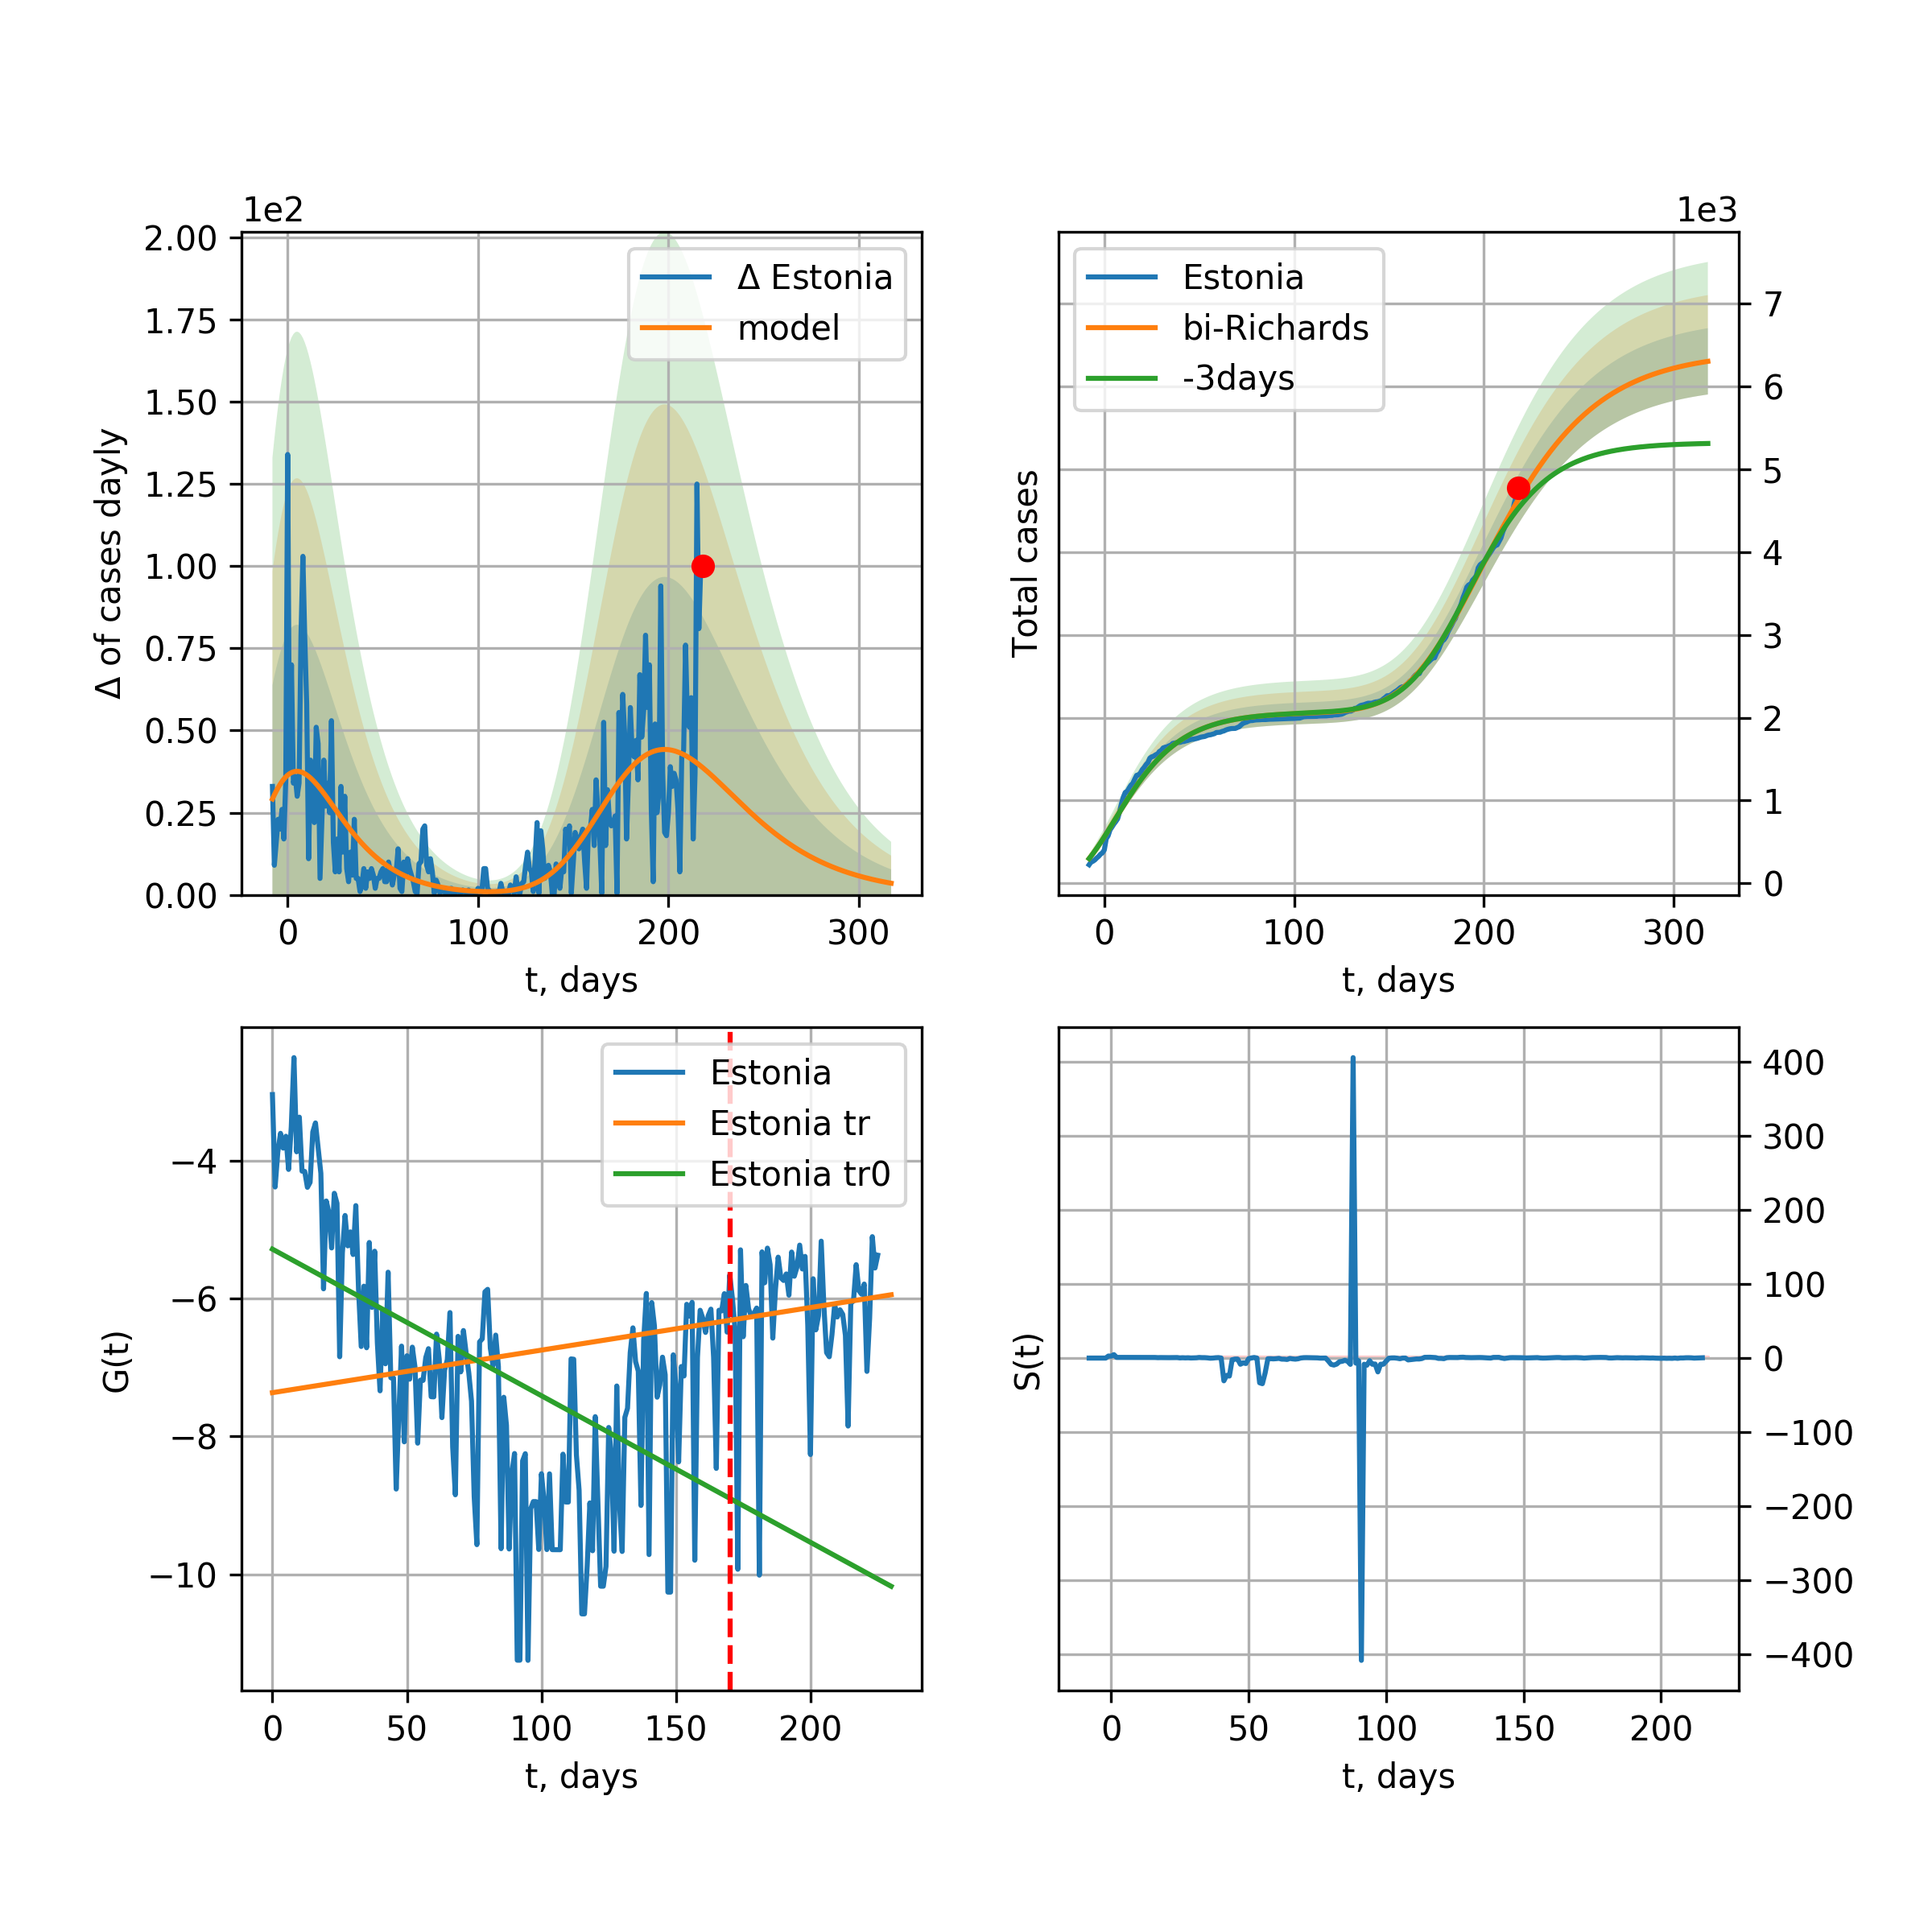 1e2
2.00
1.75
1.50
1.25
1.00
0.75
0.50
0.25
0.00
Δ of cases dayly
Δ Estonia
model
0 100 200 300
t, days
1e3
Estonia
bi-Richards
-3days
Total cases
7
6
5
4
3
2
1
0
0 100 200 300
t, days
−4
−6
−8
−10
G(t)
Estonia
Estonia tr
Estonia tr0
0 50 100 150 200
t, days
S(t)
400
300
200
100
0
−100
−200
−300
−400
0 50 100 150 200
t, days